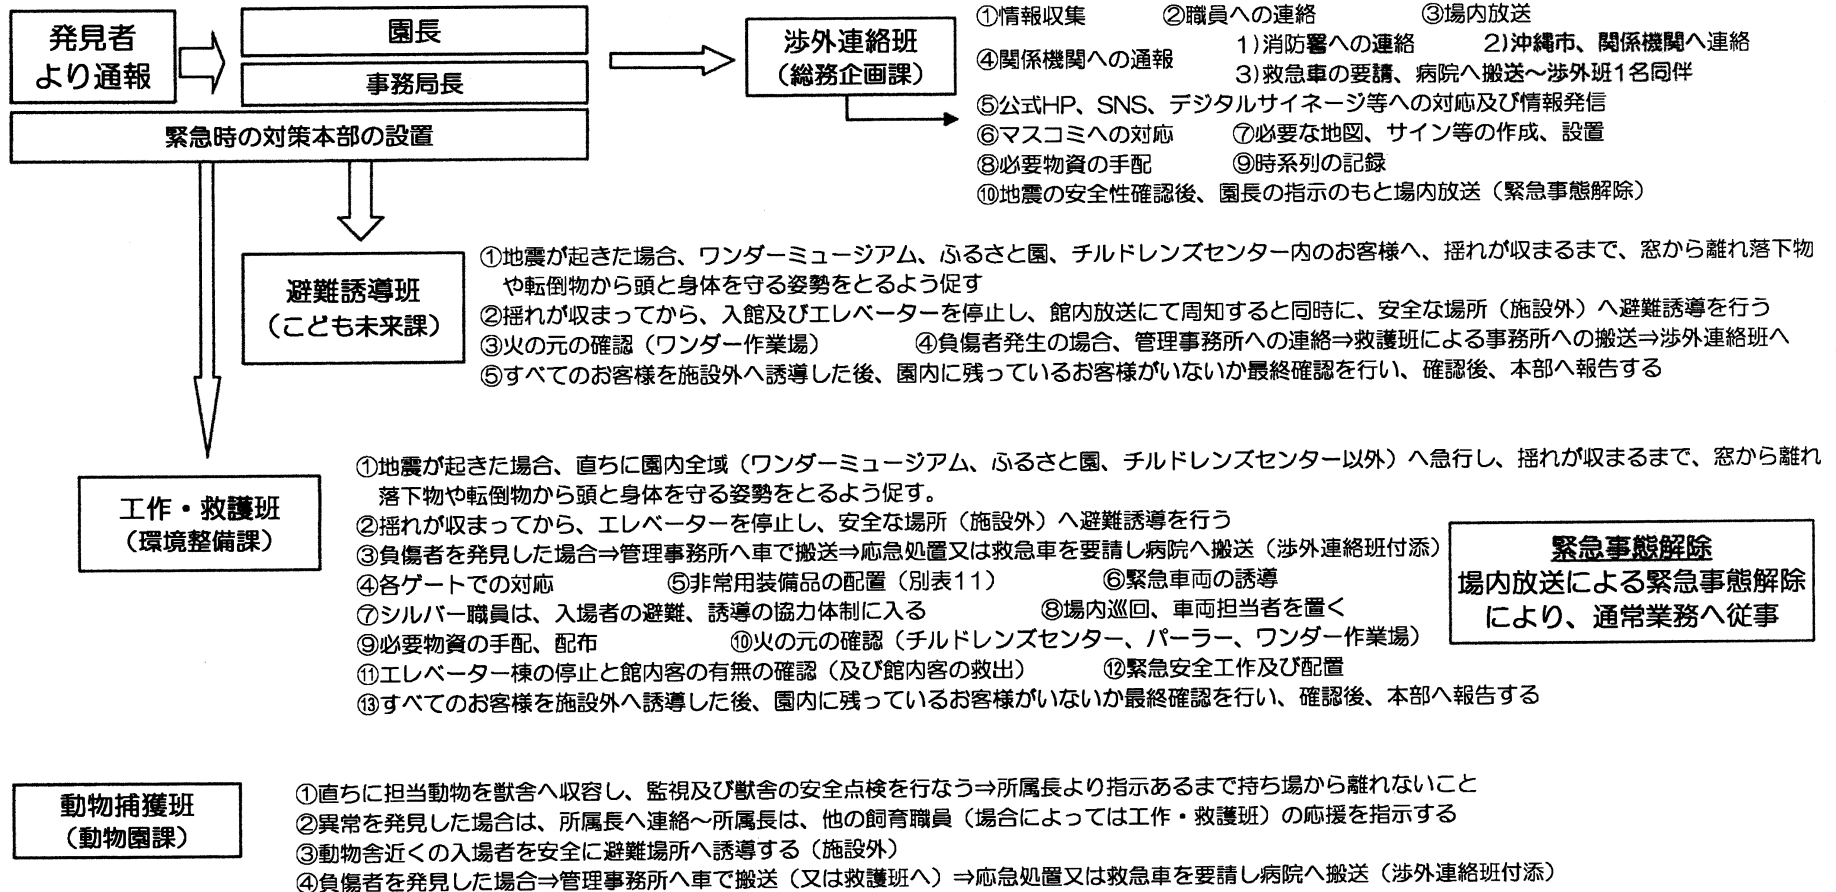 発見者
より通報
園長
事務局長
緊急時の対策本部の設置
渉外連絡班
（総務企画課）
①情報収集　②職員への連絡　③場内放送
④関係機関への通報　1)消防署への連絡　2)沖縄市、関係機関へ連絡
3)救急車の要請、病院へ搬送～渉外班1名同伴
⑤公式HP、SNS、デジタルサイネージ等への対応及び情報発信
⑥マスコミへの対応　⑦必要な地図、サイン等の作成、設置
⑧必要物資の手配　⑨時系列の記録
⑩地震の安全性確認後、園長の指示のもと場内放送（緊急事態解除）
避難誘導班
（こども未来課）
①地震が起きた場合、ワンダーミュージアム、ふるさと園、チルドレンズセンター内のお客様へ、揺れが収まるまで、窓から離れ落下物
や転倒物から頭と身体を守る姿勢をとるよう促す
②揺れが収まってから、入館及びエレベーターを停止し、館内放送にて周知すると同時に、安全な場所（施設外）へ避難誘導を行う
③火の元の確認（ワンダー作業場）　④負傷者発生の場合、管理事務所への連絡⇒救護班による事務所への搬送⇒渉外連絡班へ
⑤すべてのお客様を施設外へ誘導した後、園内に残っているお客様がいないか最終確認を行い、確認後、本部へ報告する
工作・救護班
（環境整備課）
①地震が起きた場合、直ちに園内全域（ワンダーミュージアム、ふるさと園、チルドレンズセンター以外）へ急行し、揺れが収まるまで、窓から離れ
落下物や転倒物から頭と身体を守る姿勢をとるよう促す。
②揺れが収まってから、エレベーターを停止し、安全な場所（施設外）へ避難誘導を行う
③負傷者を発見した場合⇒管理事務所へ車で搬送⇒応急処置又は救急車を要請し病院へ搬送（渉外連絡班付添）
④各ゲートでの対応　⑤非常用装備品の配置（別表11）　⑥緊急車両の誘導
⑦シルバー職員は、入場者の避難、誘導の協力体制に入る　⑧場内巡回、車両担当者を置く
⑨必要物資の手配、配布　⑩火の元の確認（チルドレンズセンター、パーラー、ワンダー作業場）
⑪エレベーター棟の停止と館内客の有無の確認（及び館内客の救出）　⑫緊急安全工作及び配置
⑬すべてのお客様を施設外へ誘導した後、園内に残っているお客様がいないか最終確認を行い、確認後、本部へ報告する
緊急事態解除
場内放送による緊急事態解除
により、通常業務へ従事
動物捕獲班
（動物園課）
①直ちに担当動物を獣舎へ収容し、監視及び獣舎の安全点検を行なう⇒所属長より指示あるまで持ち場から離れないこと
②異常を発見した場合は、所属長へ連絡～所属長は、他の飼育職員（場合によっては工作・救護班）の応援を指示する
③動物舎近くの入場者を安全に避難場所へ誘導する（施設外）
④負傷者を発見した場合⇒管理事務所へ車で搬送（又は救護班へ）⇒応急処置又は救急車を要請し病院へ搬送（渉外連絡班付添）